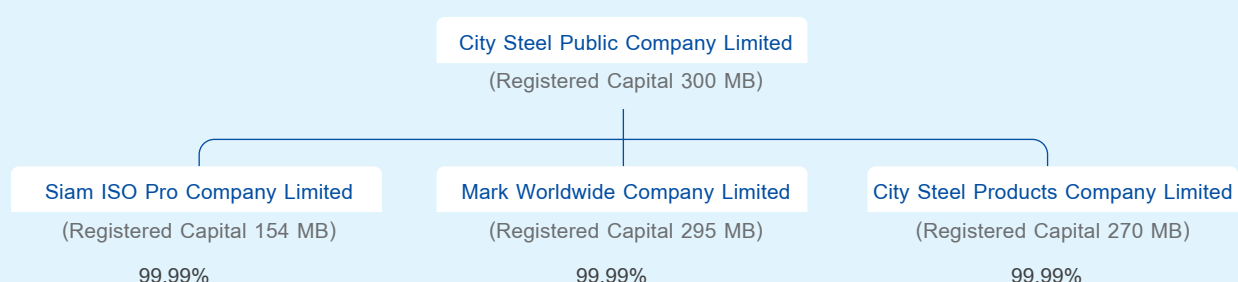 City Steel Public Company Limited
(Registered Capital 300 MB)
Siam ISO Pro Company Limited
(Registered Capital 154 MB)
99.99%
Mark Worldwide Company Limited
(Registered Capital 295 MB)
99.99%
City Steel Products Company Limited
(Registered Capital 270 MB)
99.99%